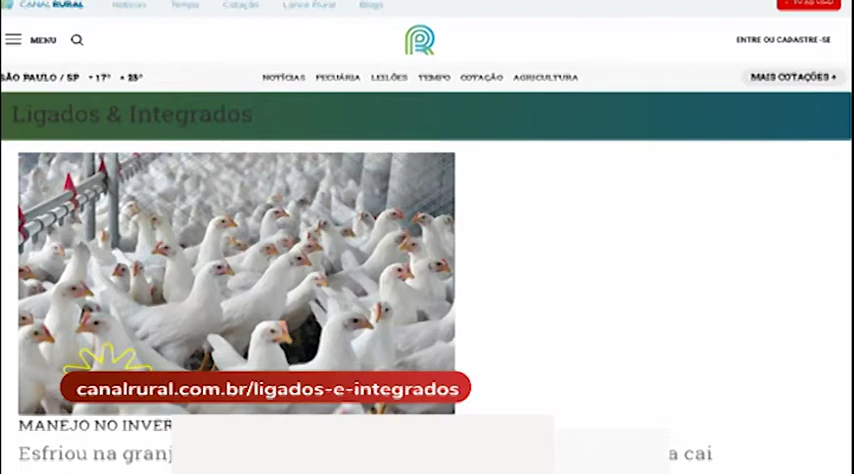 CANAL RURAL Notícias Tempo Cotação Lance Rural Blogs
MENU ENTRE OU CADASTRE-SE
SÃO PAULO / SP 17° 28°
NOTÍCIAS PECUÁRIA LEILÕES TEMPO COTAÇÃO AGRICULTURA MAIS COTAÇÕES +
Ligados & Integrados
canalrural.com.br/ligados-e-integrados
MANEJO NO INVER
Esfriou na granj a cai